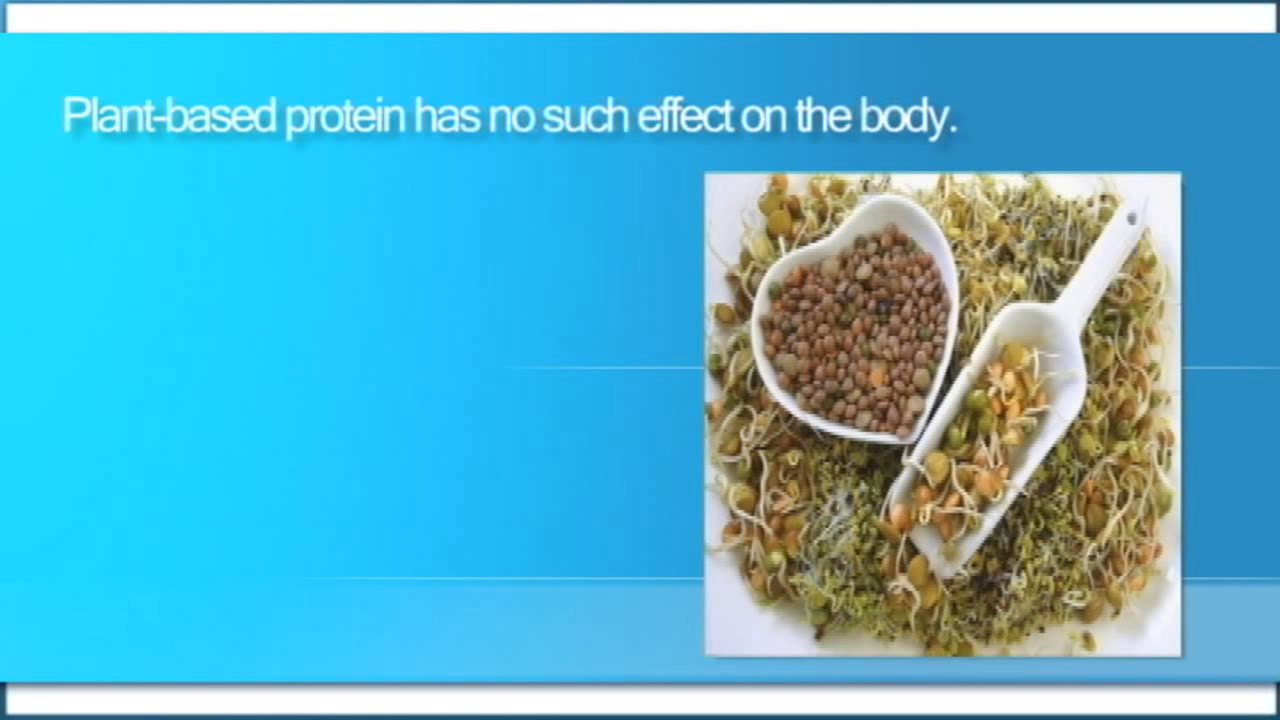 Plant-based protein has no such effect on the body.